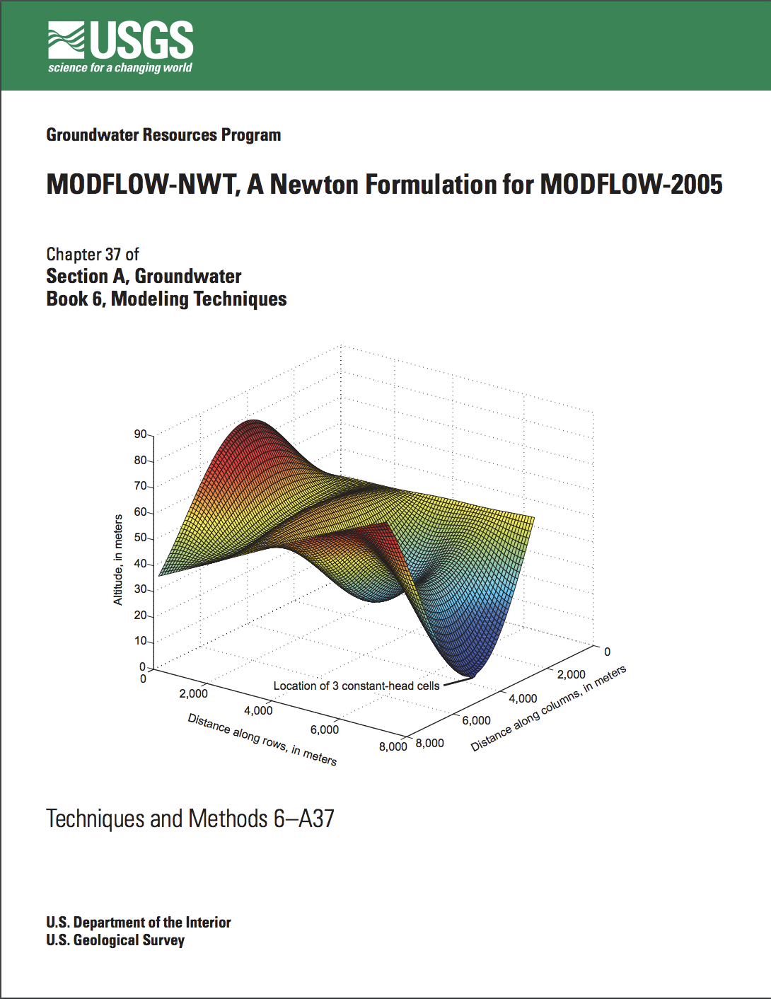 USGS
science for a changing world
Groundwater Resources Program
MODFLOW-NWT, A Newton Formulation for MODFLOW-2005
Chapter 37 of
Section A, Groundwater
Book 6, Modeling Techniques
90
80
70
60
50
40
30
20
10
0
Altitude, in meters
0
2,000
4,000
6,000
8,000
Distance along rows, in meters
Location of 3 constant-head cells
0
2,000
4,000
6,000
8,000
Distance along columns, in meters
Techniques and Methods 6–A37
U.S. Department of the Interior
U.S. Geological Survey